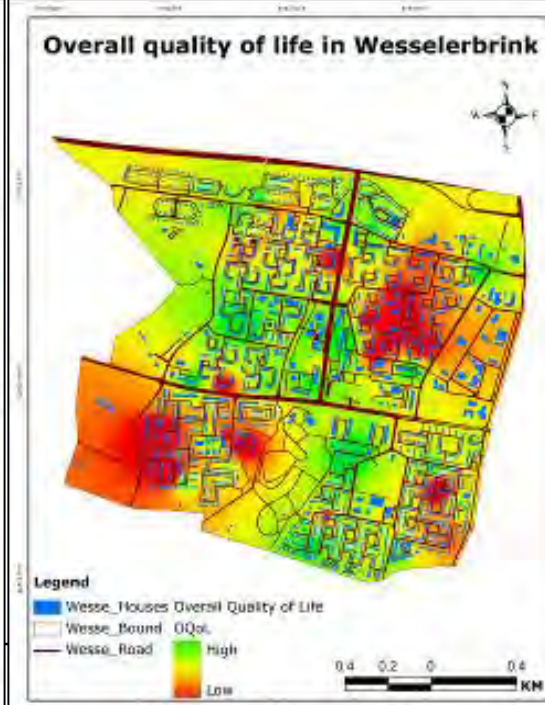 Overall quality of life in Wesselerbrink
N
W E
S
Legend
Wesse_Houses Overall Quality of Life
Wesse_Bound OQoL
Wesse_Road High
Low
0.4 0.2 0 0.4
KM